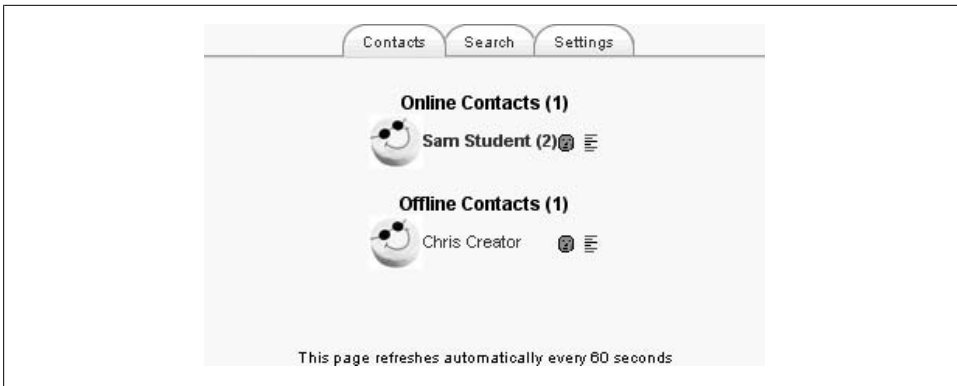 Contacts Search Settings
Online Contacts (1)
Sam Student (2)
Offline Contacts (1)
Chris Creator
This page refreshes automatically every 60 seconds